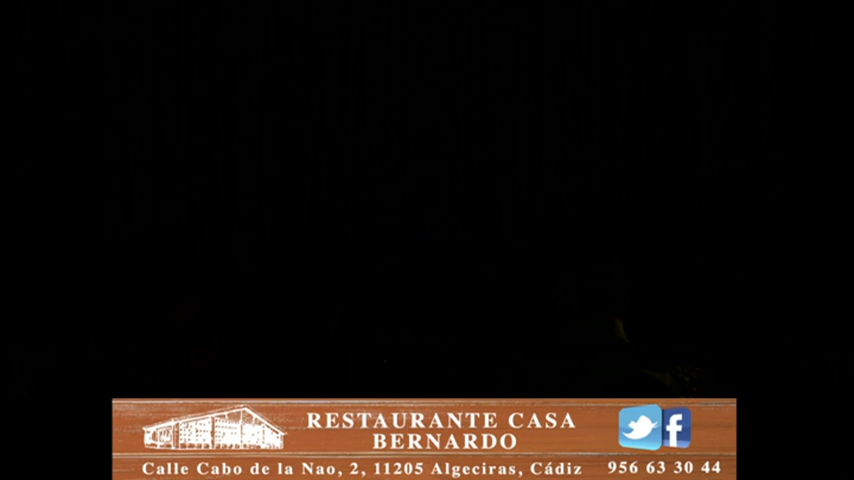 RESTAURANTE CASA
BERNARDO
Calle Cabo de la Nao, 2, 11205 Algeciras, Cádiz 956 63 30 44